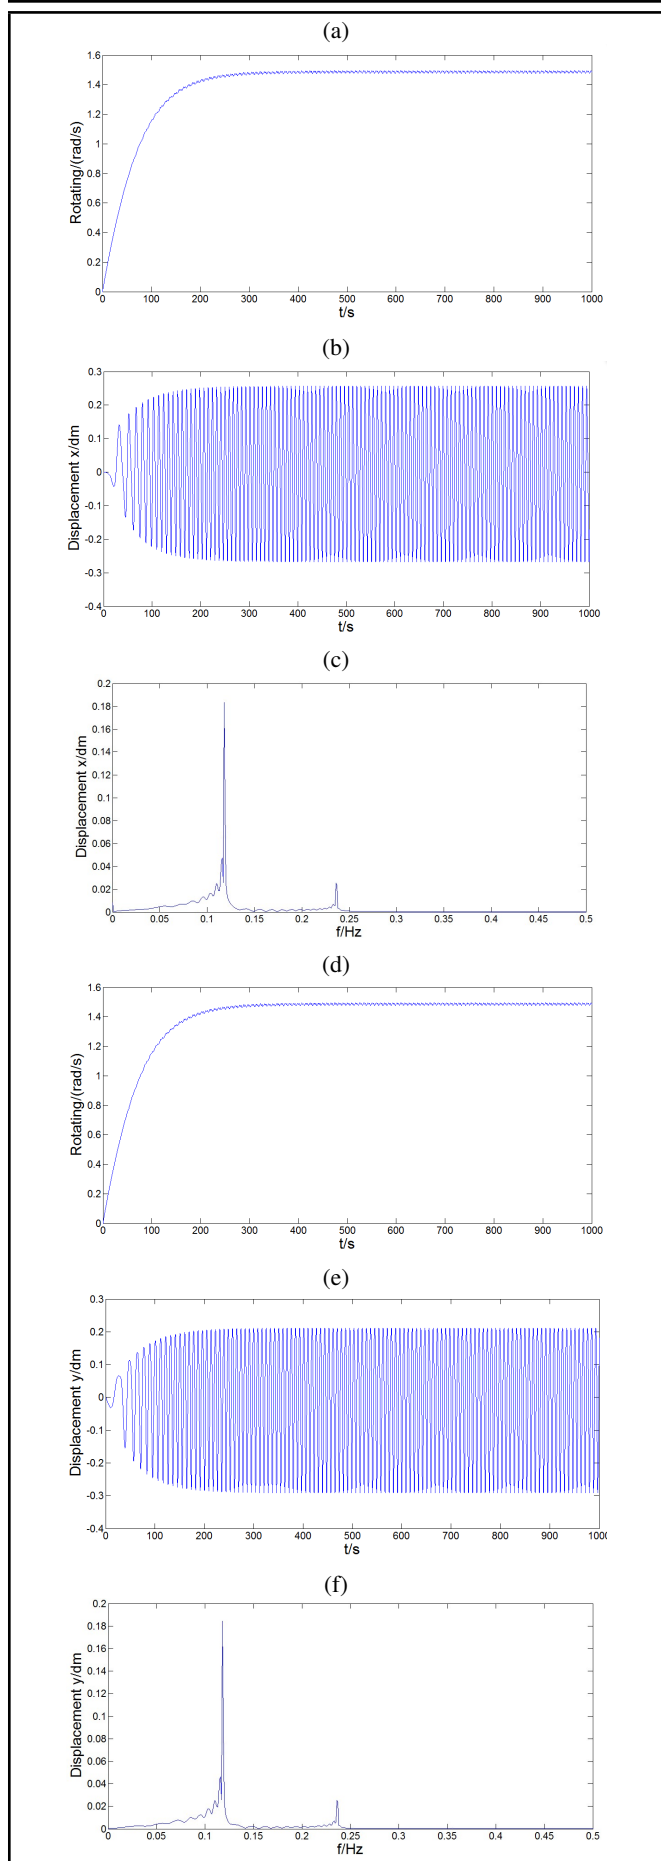 (a)
1.6
1.4
1.2
1
0.8
0.6
0.4
0.2
0
Rotating/(rad/s)
0 100 200 300 400 500 600 700 800 900 1000
t/s
(b)
0.3
0.2
0.1
0
-0.1
-0.2
-0.3
-0.4
Displacement x/dm
0 100 200 300 400 500 600 700 800 900 1000
t/s
(c)
0.2
0.18
0.16
0.14
0.12
0.1
0.08
0.06
0.04
0.02
0
Displacement x/dm
0 0.05 0.1 0.15 0.2 0.25 0.3 0.35 0.4 0.45 0.5
f/Hz
(d)
1.6
1.4
1.2
1
0.8
0.6
0.4
0.2
0
Rotating/(rad/s)
0 100 200 300 400 500 600 700 800 900 1000
t/s
(e)
0.3
0.2
0.1
0
-0.1
-0.2
-0.3
-0.4
Displacement y/dm
0 100 200 300 400 500 600 700 800 900 1000
t/s
(f)
0.2
0.18
0.16
0.14
0.12
0.1
0.08
0.06
0.04
0.02
0
Displacement y/dm
0 0.05 0.1 0.15 0.2 0.25 0.3 0.35 0.4 0.45 0.5
f/Hz